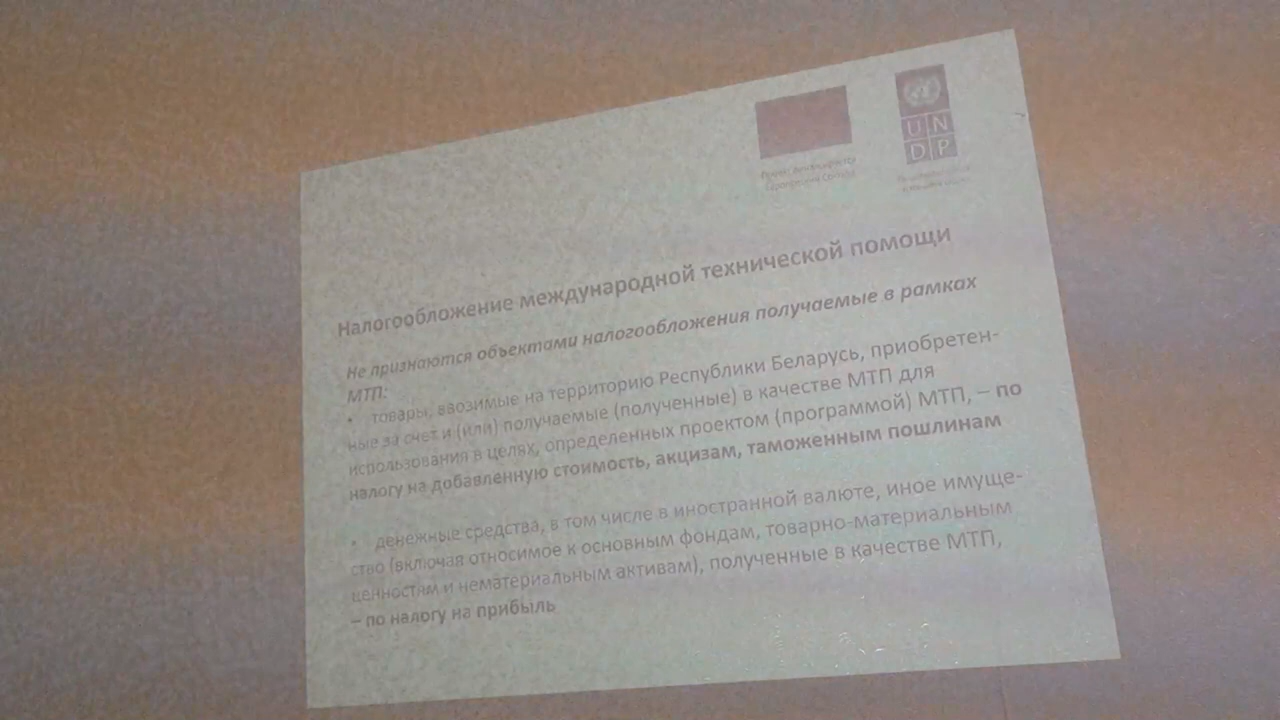 UN
DP
Налогообложение международной технической помощи
Не признаются объектами налогообложения получаемые в рамках
МТП:
• товары, ввозимые на территорию Республики Беларусь, приобретен-
ные за счет и (или) получаемые (полученные) в качестве МТП для
использования в целях, определенных проектом (программой) МТП, – по
налогу на добавленную стоимость, акцизам, таможенным пошлинам
• денежные средства, в том числе в иностранной валюте, иное имуще-
ство (включая относимое к основным фондам, товарно-материальным
ценностям и нематериальным активам), полученные в качестве МТП,
– по налогу на прибыль